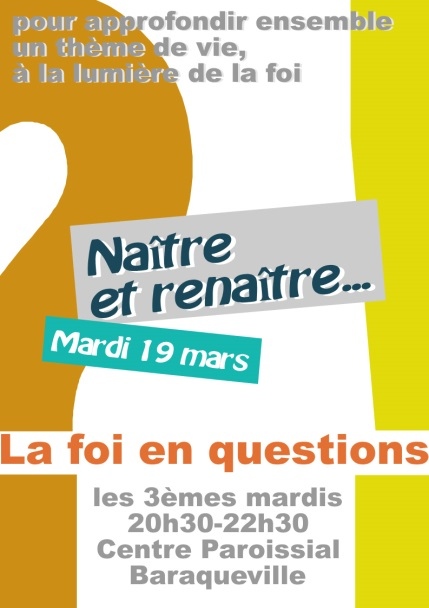 pour approfondir ensemble
un thème de vie,
à la lumière de la foi
Naître
et renaître...
Mardi 19 mars
La foi en questions
les 3èmes mardis
20h30-22h30
Centre Paroissial
Baraqueville